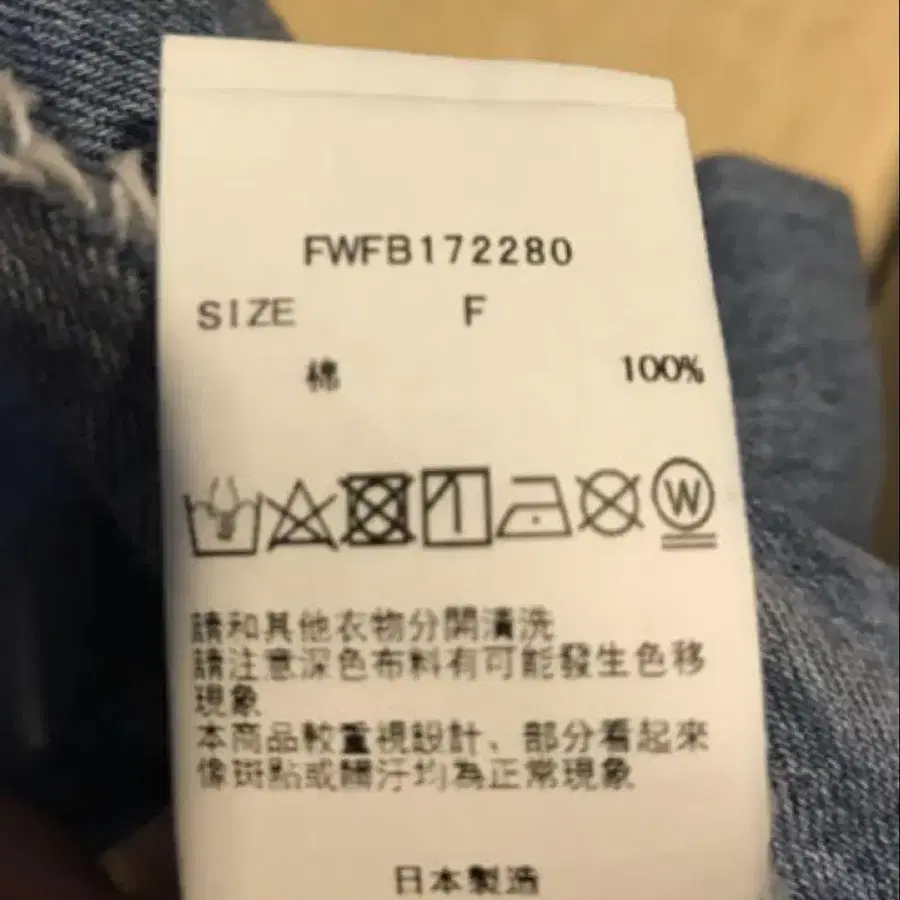 FWFB172280
SIZE F
棉 100%
W
請和其他衣物分開清洗
請注意深色布料有可能發生色移
現象
本商品較重視設計、部分看起來
像斑點或髒汙均為正常現象
日本製造